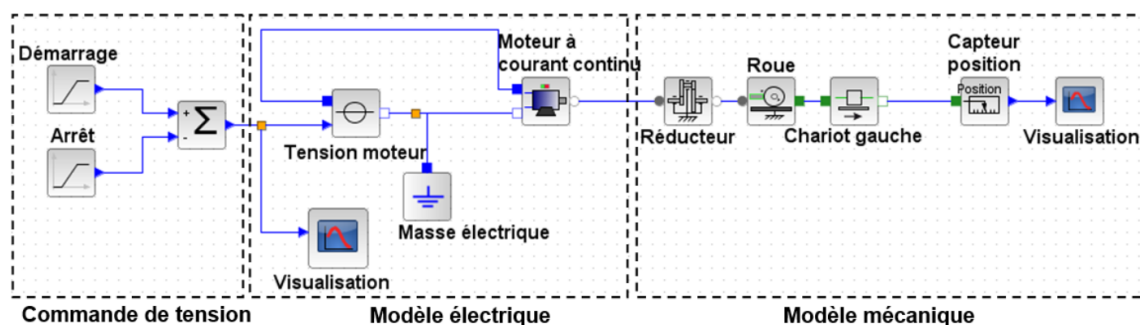 Démarrage
+
Σ
-
Arrêt
Tension moteur
Masse électrique
Visualisation
Moteur à
courant continu
Réducteur
Roue
Chariot gauche
Capteur
position
Position
Visualisation
Commande de tension
Modèle électrique
Modèle mécanique